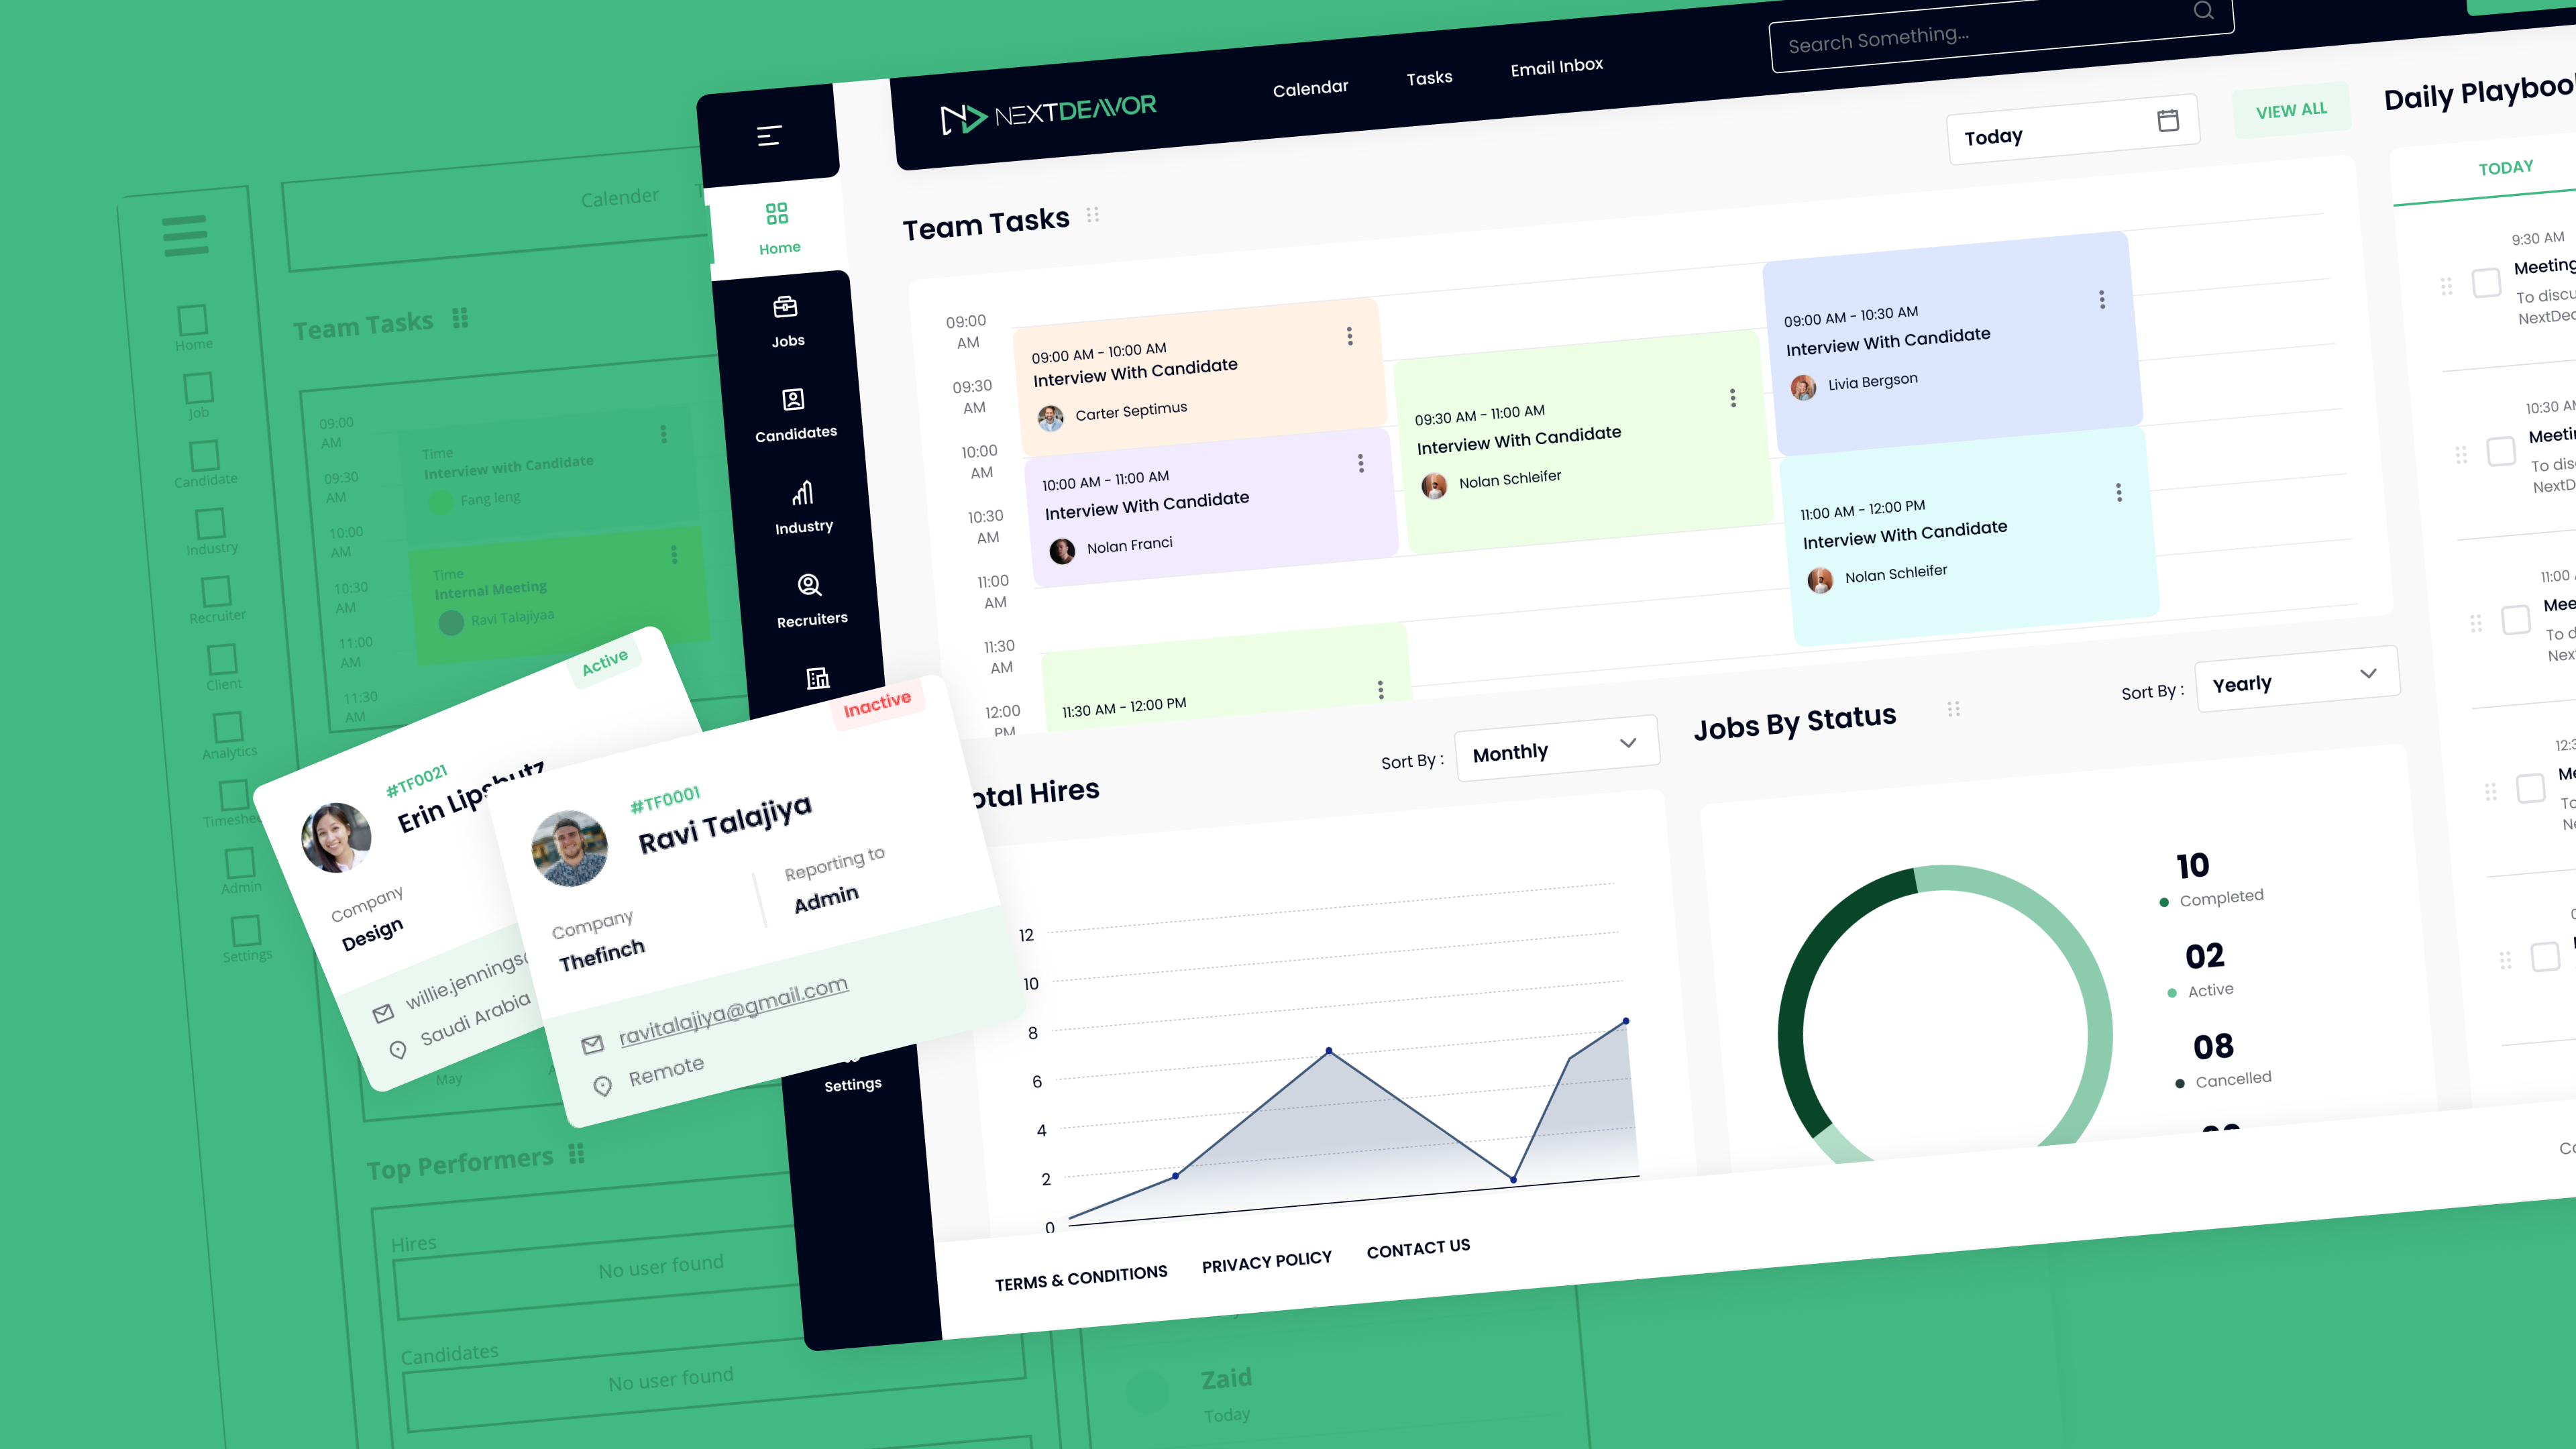 Calender
Home
Job
Candidate
Industry
Recruiter
Client
Analytics
Admin
Settings
Team Tasks
09:00
AM
09:30
AM
10:00
AM
10:30
AM
11:00
AM
11:30
AM
Time
Interview with Candidate
Fang leng
Time
Internal Meeting
Ravi Talajiyaa
May
Top Performers
Hires
No user found
Candidates
No user found
Zaid
Today
Active
#TF0021
Erin Lipshutz
Company
Design
Saudi Arabia
Inactive
#TF0001
Ravi Talajiya
Company
Thefinch
Reporting to
Admin
ravitalajiya@gmail.com
Remote
Home
Jobs
Candidates
Industry
Recruiters
Settings
NEXTDEAVOR
Calendar
Tasks
Email Inbox
Search Something...
Team Tasks
Today
VIEW ALL
09:00
AM
09:30
AM
10:00
AM
10:30
AM
11:00
AM
11:30
AM
12:00
PM
09:00 AM - 10:00 AM
Interview With Candidate
Carter Septimus
10:00 AM - 11:00 AM
Interview With Candidate
Nolan Franci
09:30 AM - 11:00 AM
Interview With Candidate
Nolan Schleifer
09:00 AM - 10:30 AM
Interview With Candidate
Livia Bergson
11:00 AM - 12:00 PM
Interview With Candidate
Nolan Schleifer
11:30 AM - 12:00 PM
otal Hires
Sort By :
Monthly
12
10
8
6
4
2
0
Jobs By Status
Sort By :
Yearly
10
Completed
02
Active
08
Cancelled
Daily Playboo
TODAY
9:30 AM
Meeting
To discu
NextDea
10:30 AM
Meetin
To disc
NextD
11:00
Mee
To d
Nex
12:3
Me
To
Ne
TERMS & CONDITIONS
PRIVACY POLICY
CONTACT US